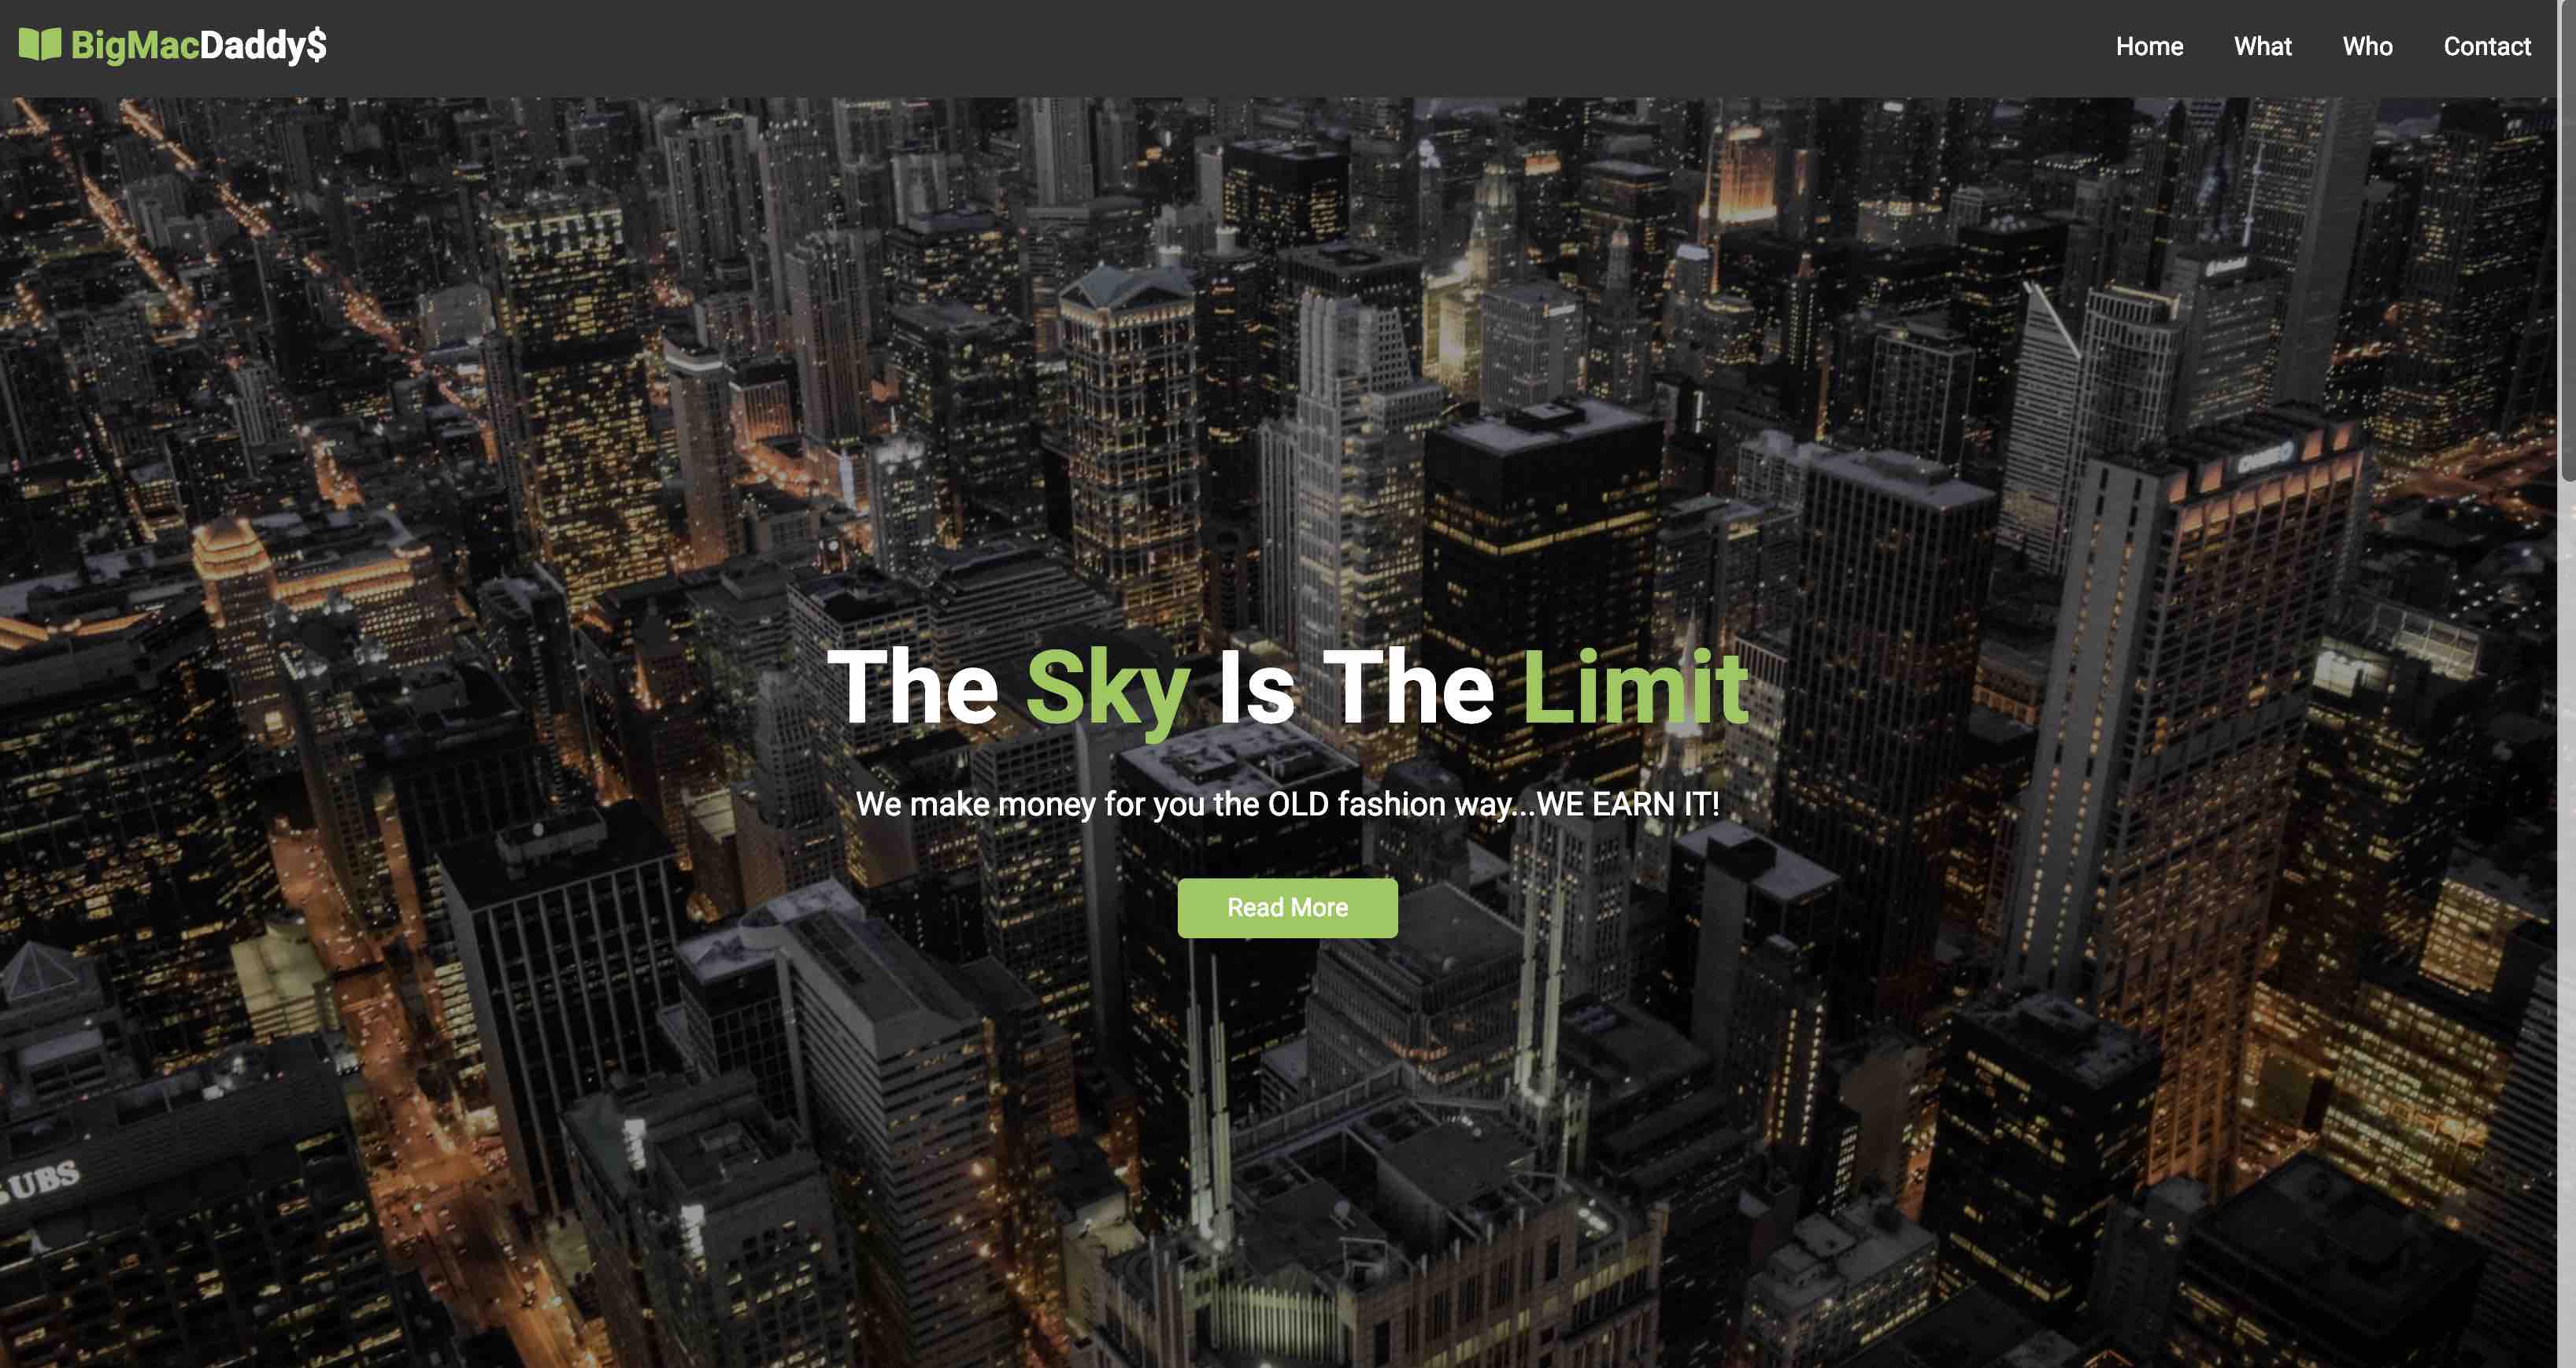 BigMacDaddy$
Home What Who Contact
The Sky Is The Limit
We make money for you the OLD fashion way...WE EARN IT!
Read More
UBS